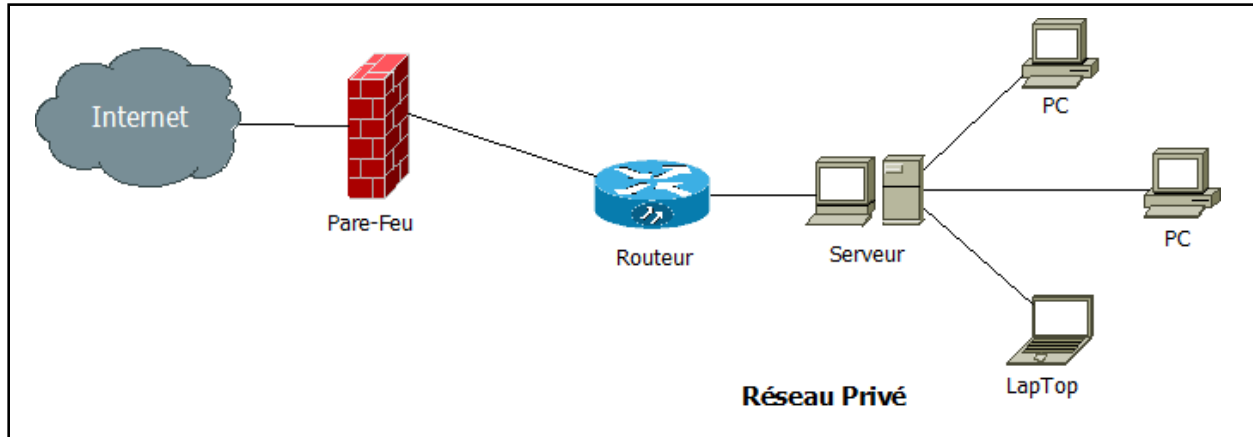 Internet
Pare-Feu
Routeur
Serveur
PC
PC
LapTop
Réseau Privé